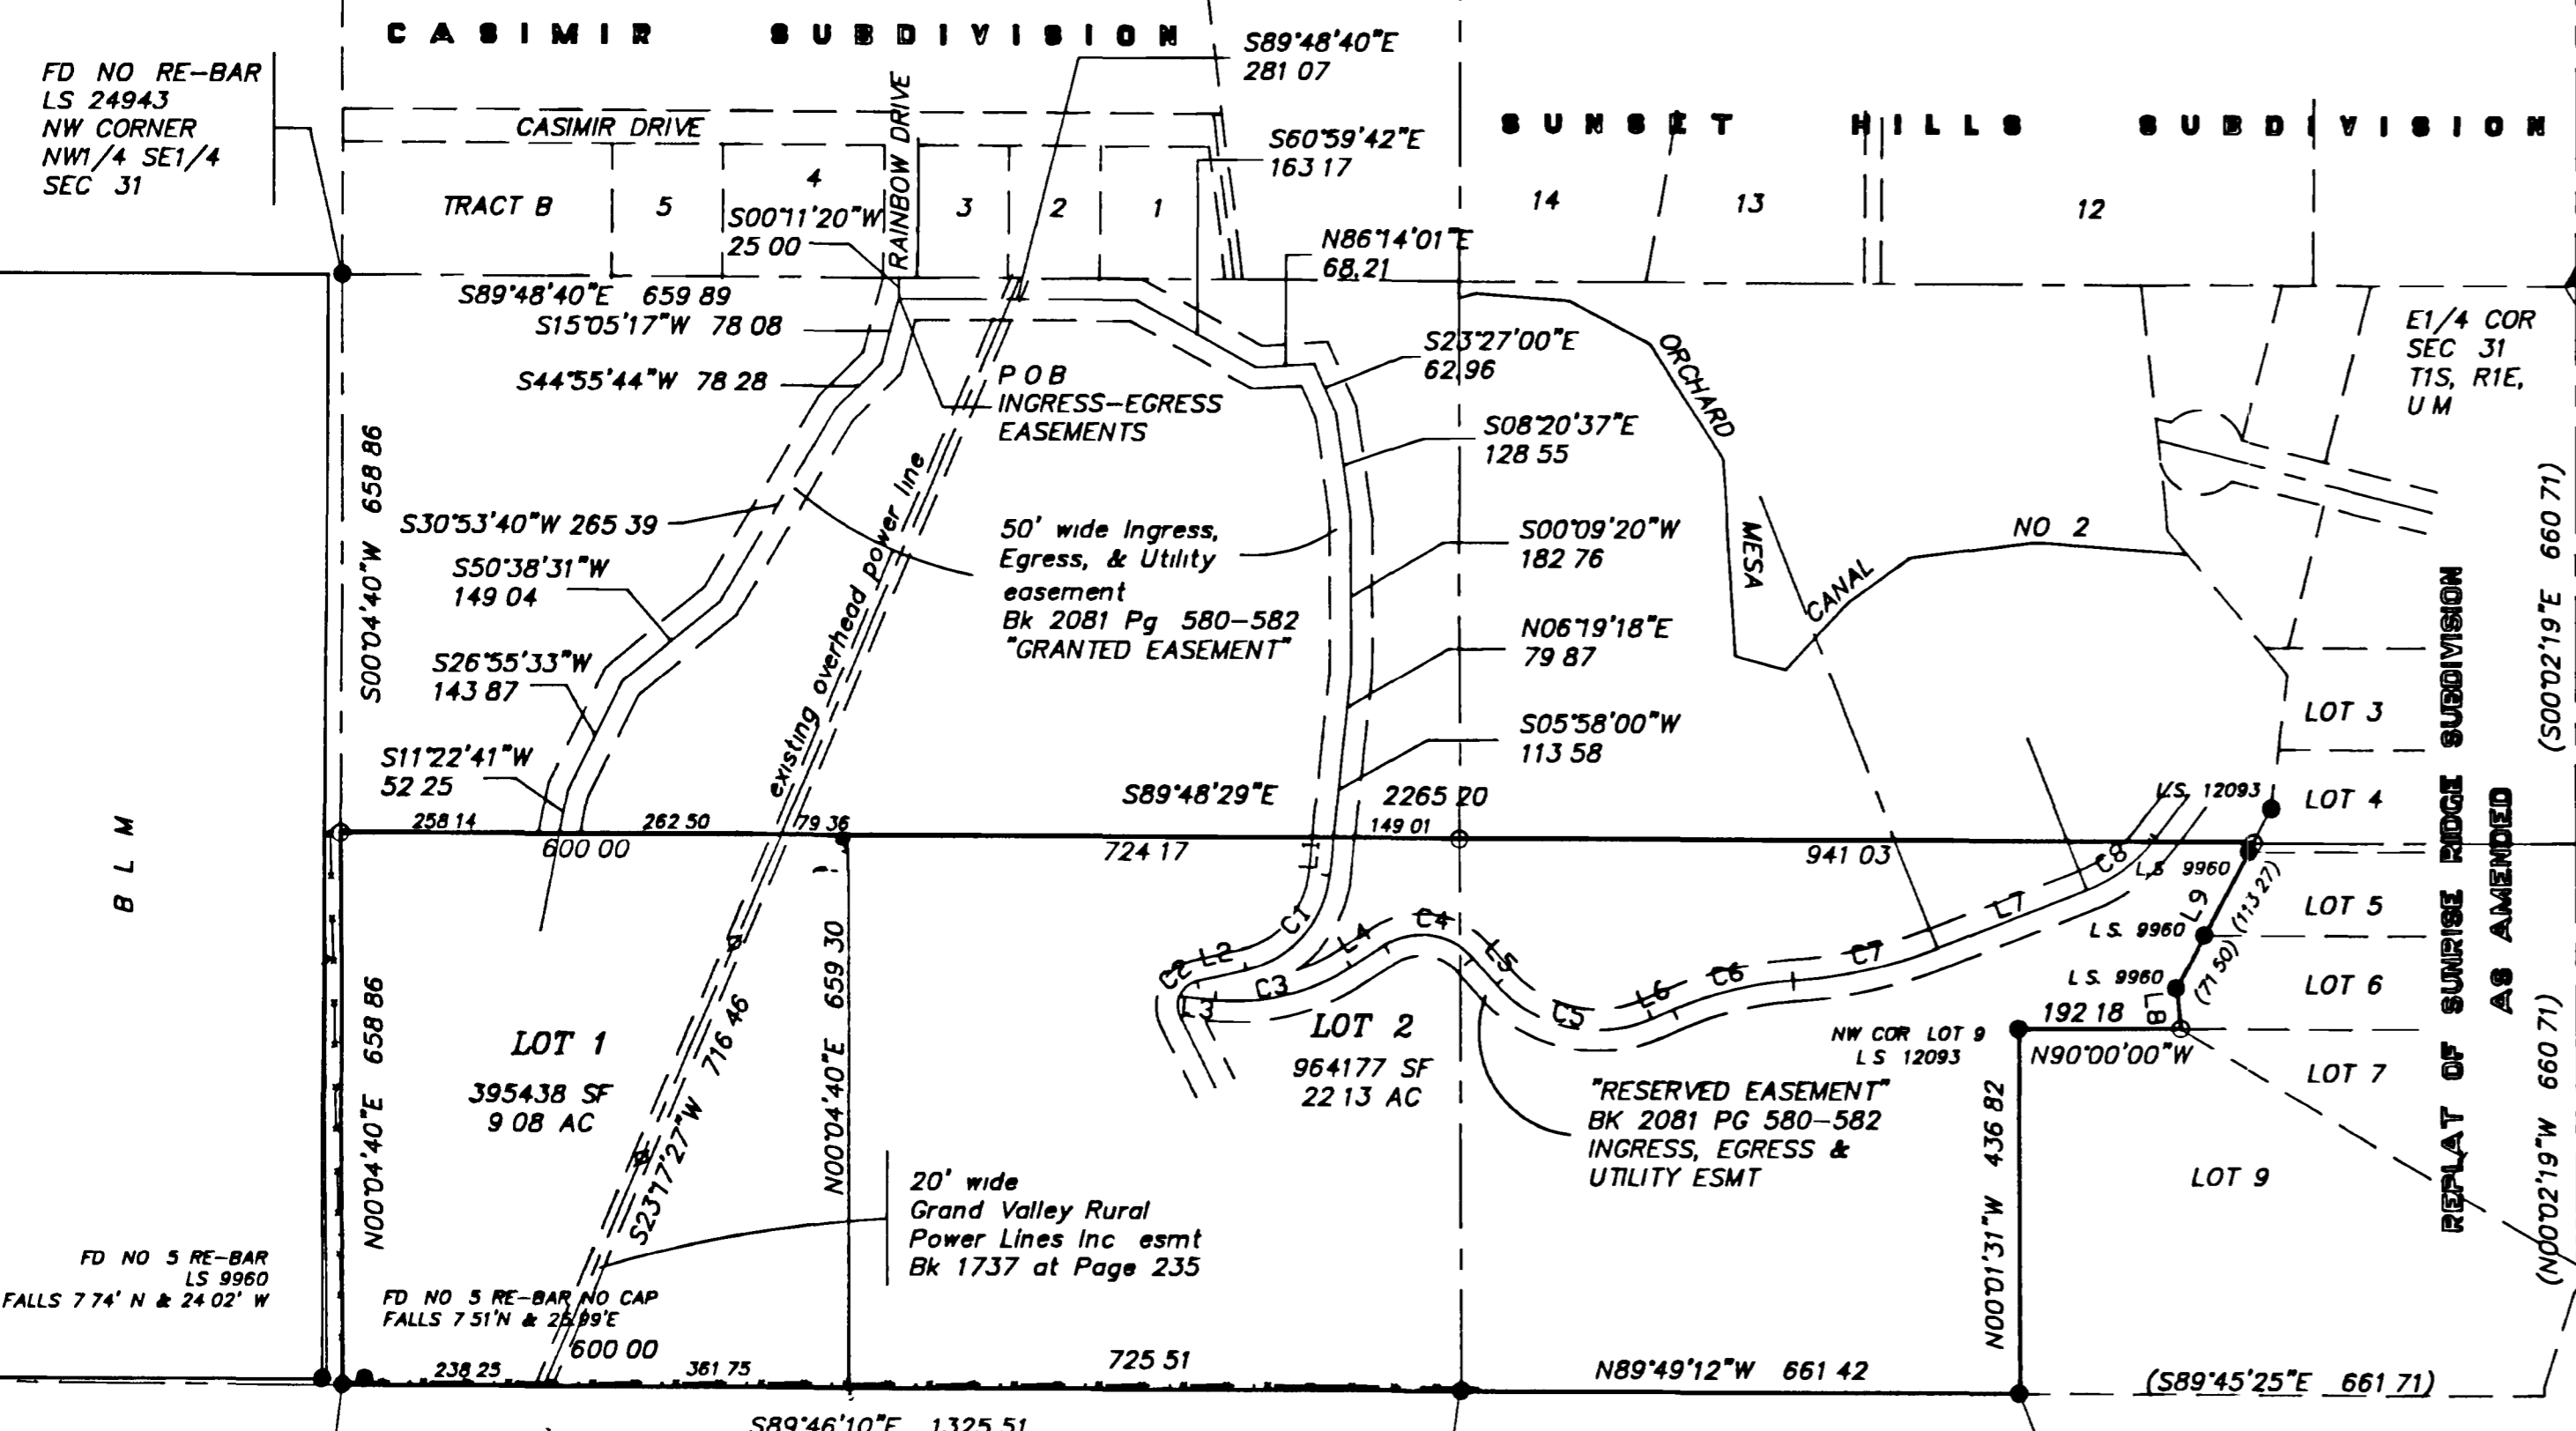 CASIMIR SUBDIVISION
FD NO RE-BAR
LS 24943
NW CORNER
NW1/4 SE1/4
SEC 31
S89°48'40"E
281 07
CASIMIR DRIVE
RAINBOW DRIVE
S60°59'42"E
163 17
SUNSET HILLS SUBDIVISION
TRACT B
5
4
3
2
1
14
13
12
S00°11'20"W
25 00
N86°14'01"E
68.21
S89°48'40"E 659 89
S15°05'17"W 78 08
S44°55'44"W 78 28
P O B
INGRESS-EGRESS
EASEMENTS
S23°27'00"E
62.96
ORCHARD
MESA
CANAL
NO 2
E1/4 COR
SEC 31
T1S, R1E,
U M
S00°04'40"W 658 86
S08°20'37"E
128 55
S30°53'40"W 265 39
existing overhead power line
50' wide Ingress,
Egress, & Utility
easement
Bk 2081 Pg 580-582
"GRANTED EASEMENT"
S00°09'20"W
182 76
S50°38'31"W
149 04
N06°19'18"E
79 87
S26°55'33"W
143 87
S05°58'00"W
113 58
S11°22'41"W
52 25
(S00°02'19"E 660 71)
REPLAT OF SUNRISE RIDGE SUBDIVISION
AS AMENDED
LOT 3
LOT 4
LOT 5
LOT 6
LOT 7
LOT 9
S89°48'29"E 2265 20
258 14
262 50
79 36
149 01
600 00
724 17
941 03
L.S. 12093
L.S 9960
L.S. 9960
L S. 9960
B L M
L1
C1
L2
C2
L3
C3
L4
C4
L5
C5
L6
C6
C7
L7
C8
L9
(113 27)
(71 50)
L8
192 18
N90°00'00"W
NW COR LOT 9
L S 12093
N00°04'40"E 658 86
LOT 1
395438 SF
9 08 AC
S23°17'27"W 716 46
N00°04'40"E 659 30
LOT 2
964177 SF
22 13 AC
"RESERVED EASEMENT"
BK 2081 PG 580-582
INGRESS, EGRESS &
UTILITY ESMT
N00°01'31"W 436 82
(N00°02'19"W 660 71)
20' wide
Grand Valley Rural
Power Lines Inc esmt
Bk 1737 at Page 235
FD NO 5 RE-BAR
LS 9960
FALLS 7 74' N & 24 02' W
FD NO 5 RE-BAR NO CAP
FALLS 7 51'N &
600 00
238 25
361 75
725 51
N89°49'12"W 661 42
(S89°45'25"E 661 71)
S89°46'10"E 1325 51